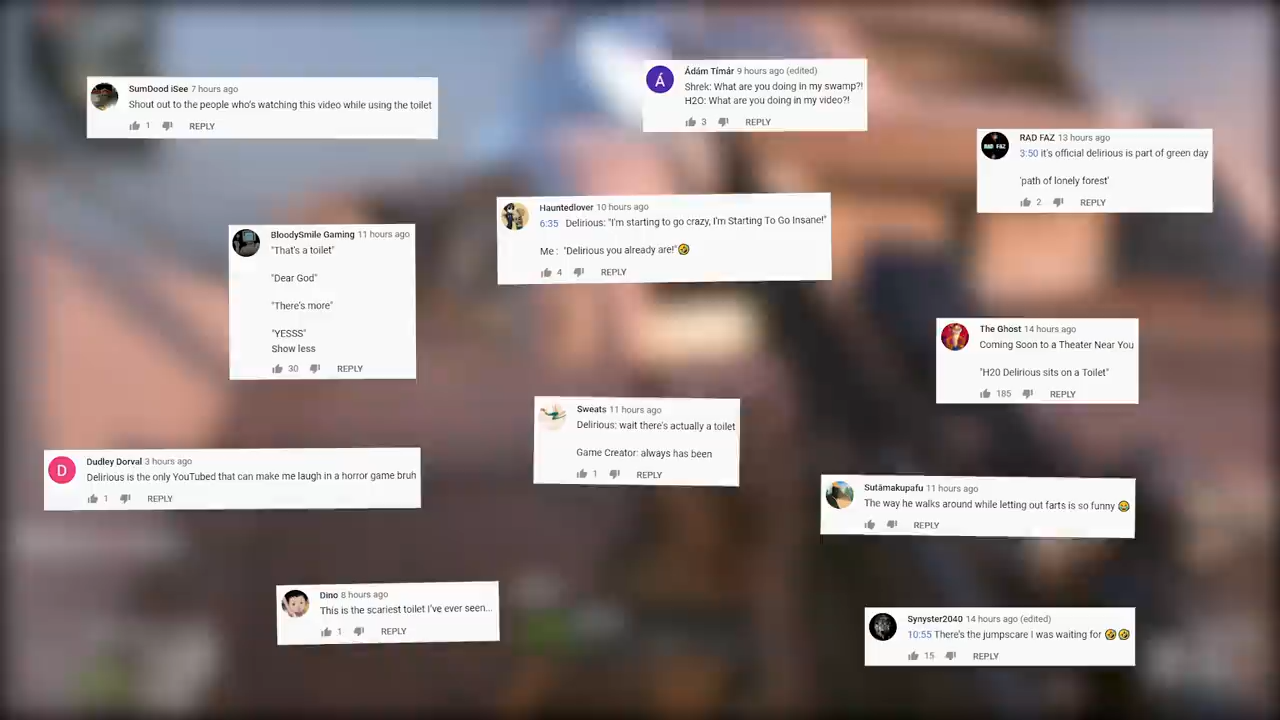 SumDood iSee 7 hours ago
Shout out to the people who's watching this video while using the toilet
1 REPLY
Á
Ádám Tímár 9 hours ago (edited)
Shrek: What are you doing in my swamp?!
H2O: What are you doing in my video?!
3 REPLY
RAD FAZ
RAD FAZ 13 hours ago
3:50 it's official delirious is part of green day
'path of lonely forest'
2 REPLY
Hauntedlover 10 hours ago
6:35 Delirious: "I'm starting to go crazy, I'm Starting To Go Insane!"
Me : "Delirious you already are!"🤣
4 REPLY
BloodySmile Gaming 11 hours ago
"That's a toilet"
"Dear God"
"There's more"
"YESSS"
Show less
30 REPLY
The Ghost 14 hours ago
Coming Soon to a Theater Near You
"H20 Delirious sits on a Toilet"
185 REPLY
Sweats 11 hours ago
Delirious: wait there's actually a toilet
Game Creator: always has been
1 REPLY
D
Dudley Dorval 3 hours ago
Delirious is the only YouTubed that can make me laugh in a horror game bruh
1 REPLY
Sutāmakupafu 11 hours ago
The way he walks around while letting out farts is so funny 😂
REPLY
Dino 8 hours ago
This is the scariest toilet I've ever seen...
1 REPLY
Synyster2040 14 hours ago (edited)
10:55 There's the jumpscare I was waiting for 🤣🤣
15 REPLY